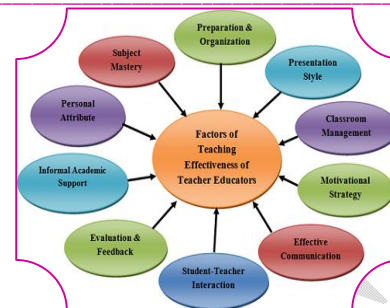 Preparation &
Organization
Subject
Mastery
Presentation
Style
Personal
Attribute
Factors of
Teaching
Effectiveness of
Teacher Educators
Classroom
Management
Informal Academic
Support
Motivational
Strategy
Evaluation &
Feedback
Effective
Communication
Student-Teacher
Interaction